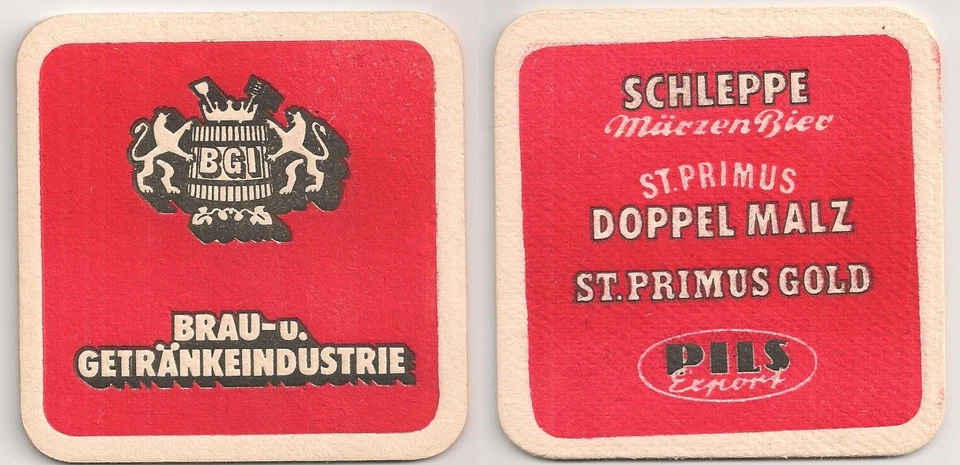 BGI
BRAU-u.
GETRÄNKEINDUSTRIE
SCHLEPPE
Märzen Bier
ST. PRIMUS
DOPPEL MALZ
ST. PRIMUS GOLD
PILS
Export